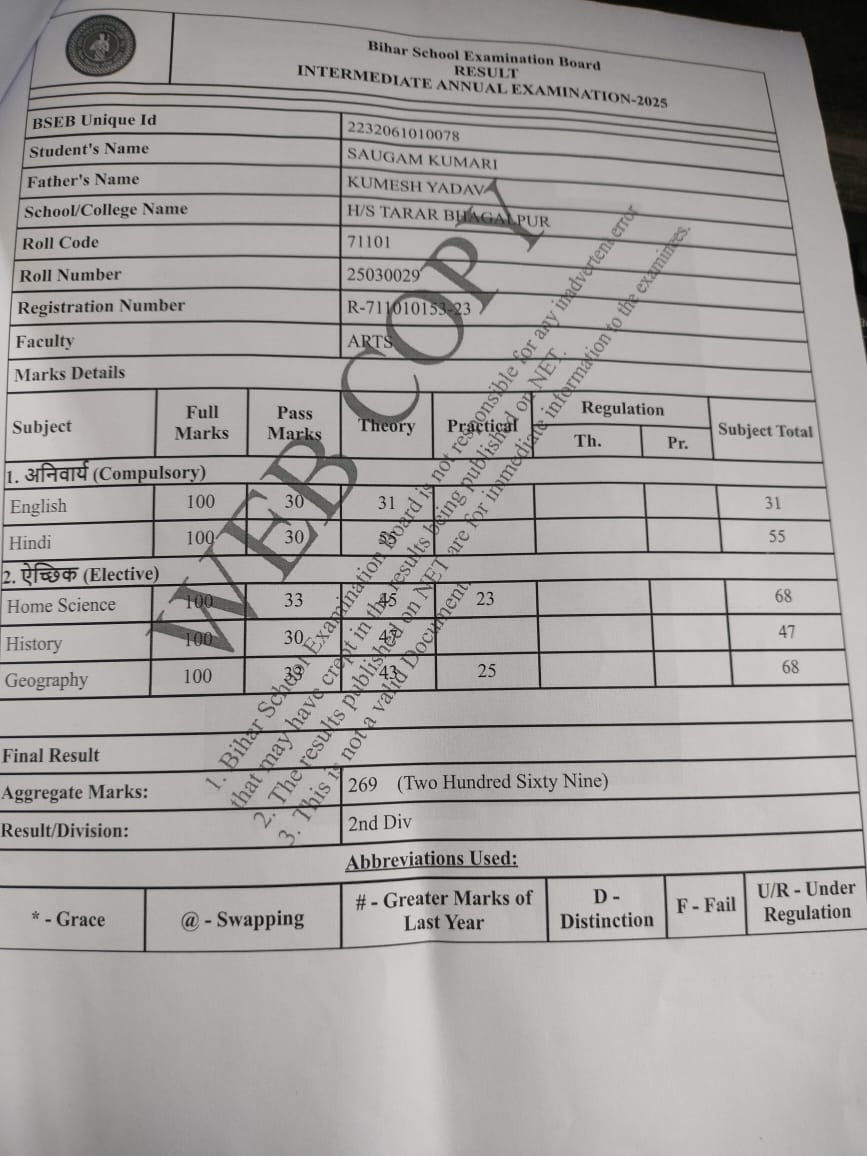 Bihar School Examination Board
RESULT
INTERMEDIATE ANNUAL EXAMINATION-2025
BSEB Unique Id 2232061010078
Student's Name SAUGAM KUMARI
Father's Name KUMESH YADAV
School/College Name H/S TARAR BHAGALPUR
Roll Code 71101
Roll Number 25030029
Registration Number R-711010153-23
Faculty ARTS
Marks Details
Subject Full Marks Pass Marks Theory Practical Regulation Th. Pr. Subject Total
1. अनिवार्य (Compulsory)
English 100 30 31 31
Hindi 100 30 55 55
2. ऐच्छिक (Elective)
Home Science 100 33 45 23 68
History 100 30 47 47
Geography 100 33 43 25 68
Final Result
Aggregate Marks: 269 (Two Hundred Sixty Nine)
Result/Division: 2nd Div
Abbreviations Used:
* - Grace @ - Swapping # - Greater Marks of Last Year D - Distinction F - Fail U/R - Under Regulation
WEB COPY
1. Bihar School Examination Board is not responsible for any inadvertent error
that may have crept in the results being published on NET.
2. The results published on NET are for immediate information to the examinees.
3. This is not a valid Document.